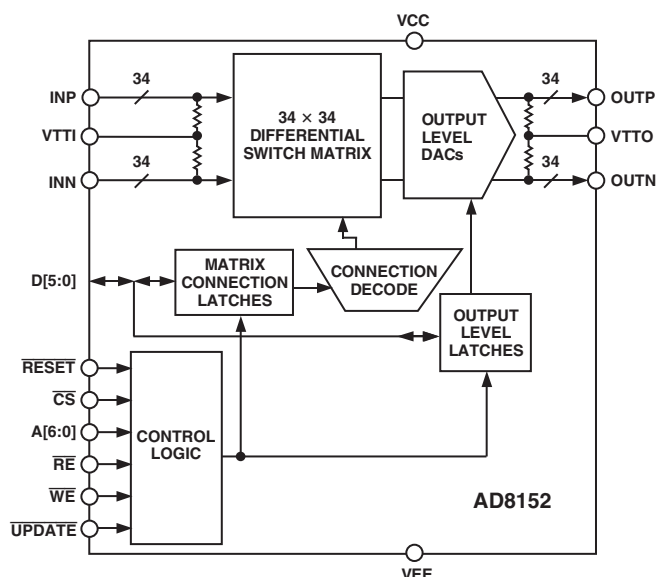 VCC
INP
34
34 × 34
DIFFERENTIAL
SWITCH MATRIX
OUTPUT
LEVEL
DACs
34
OUTP
VTTI
VTTO
INN
34
34
OUTN
D[5:0]
MATRIX
CONNECTION
LATCHES
CONNECTION
DECODE
OUTPUT
LEVEL
LATCHES
RESET
CS
A[6:0]
RE
WE
UPDATE
CONTROL
LOGIC
AD8152
VEE